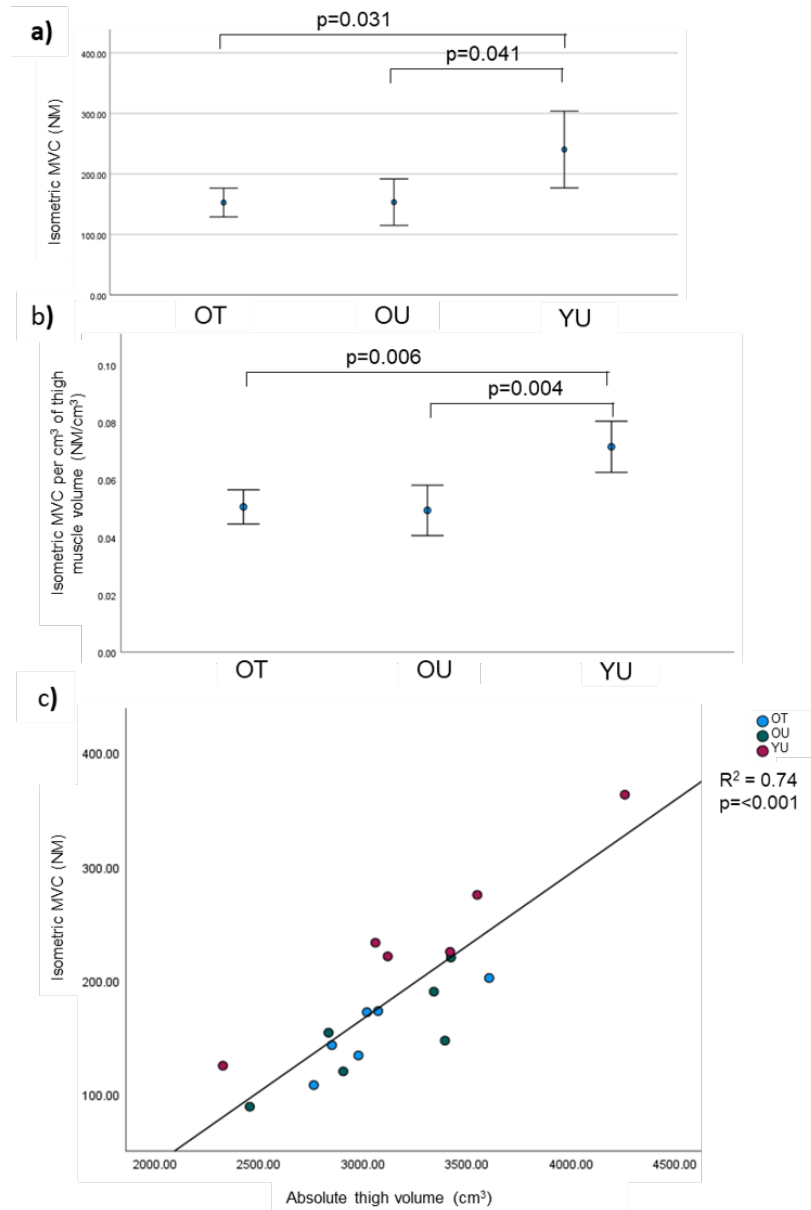 a)
p=0.031
p=0.041
Isometric MVC (NM)
400.00
300.00
200.00
100.00
0.00
OT OU YU
b)
p=0.006
p=0.004
Isometric MVC per cm³ of thigh
muscle volume (NM/cm³)
0.10
0.08
0.06
0.04
0.02
0.00
OT OU YU
c)
OT
OU
YU
R² = 0.74
p=<0.001
Isometric MVC (NM)
400.00
300.00
200.00
100.00
2000.00 2500.00 3000.00 3500.00 4000.00 4500.00
Absolute thigh volume (cm³)